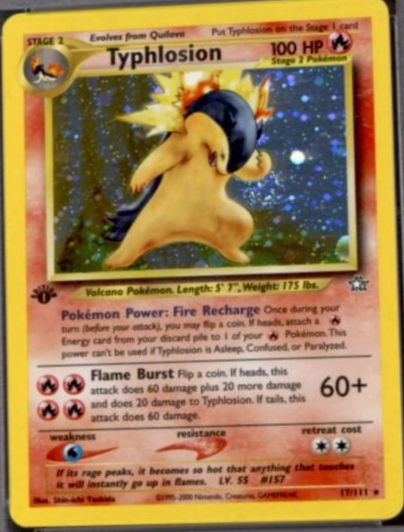 STAGE 2 Evolves from Quilava Put Typhlosion on the Stage 1 card
Typhlosion 100 HP
Stage 2 Pokémon
Volcano Pokémon. Length: 5' 7", Weight: 175 lbs.
EDITION 1
Pokémon Power: Fire Recharge Once during your
turn (before your attack), you may flip a coin. If heads, attach a
Energy card from your discard pile to 1 of your Pokémon. This
power can't be used if Typhlosion is Asleep, Confused, or Paralyzed.
Flame Burst Flip a coin. If heads, this
attack does 60 damage plus 20 more damage
and does 20 damage to Typhlosion. If tails, this
attack does 60 damage.
60+
weakness resistance retreat cost
If its rage peaks, it becomes so hot that anything that touches
it will instantly go up in flames. LV. 55 #157
Illus. Shin-ichi Yoshida ©1995-2000 Nintendo, Creatures, GAMEFREAK. 17/111 ★